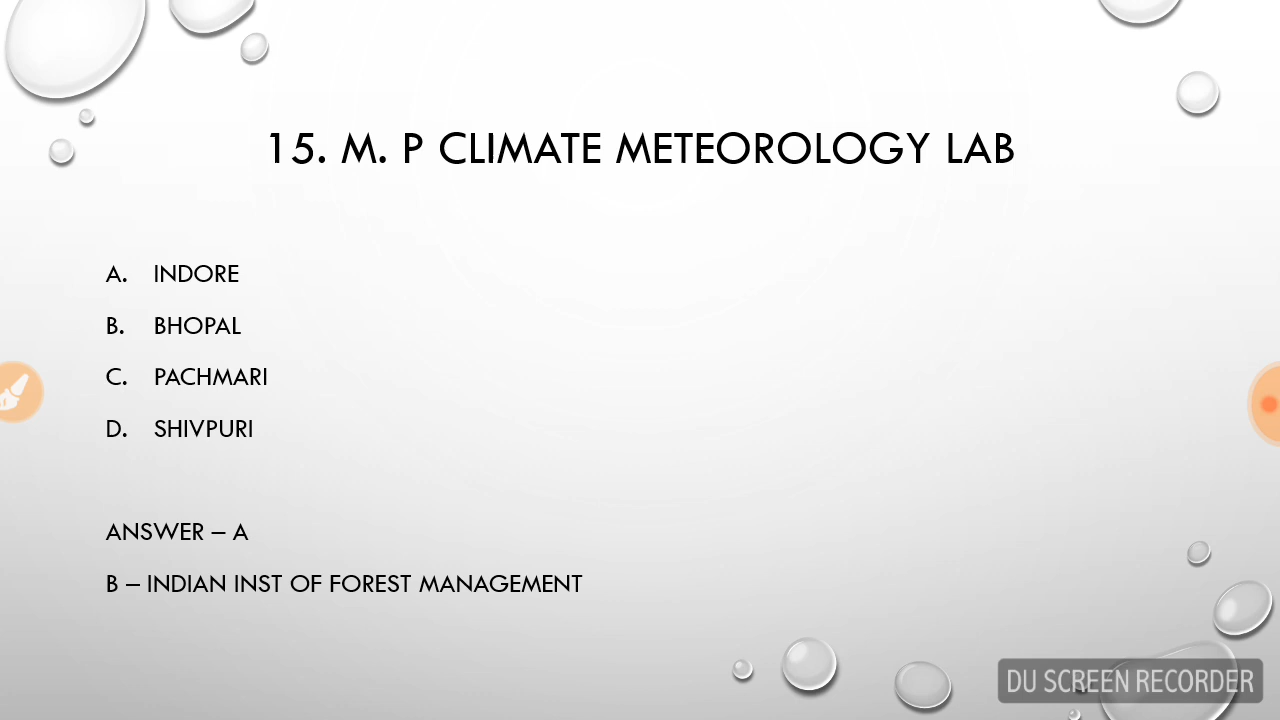 15. M. P CLIMATE METEOROLOGY LAB
A. INDORE
B. BHOPAL
C. PACHMARI
D. SHIVPURI
ANSWER – A
B – INDIAN INST OF FOREST MANAGEMENT
DU SCREEN RECORDER